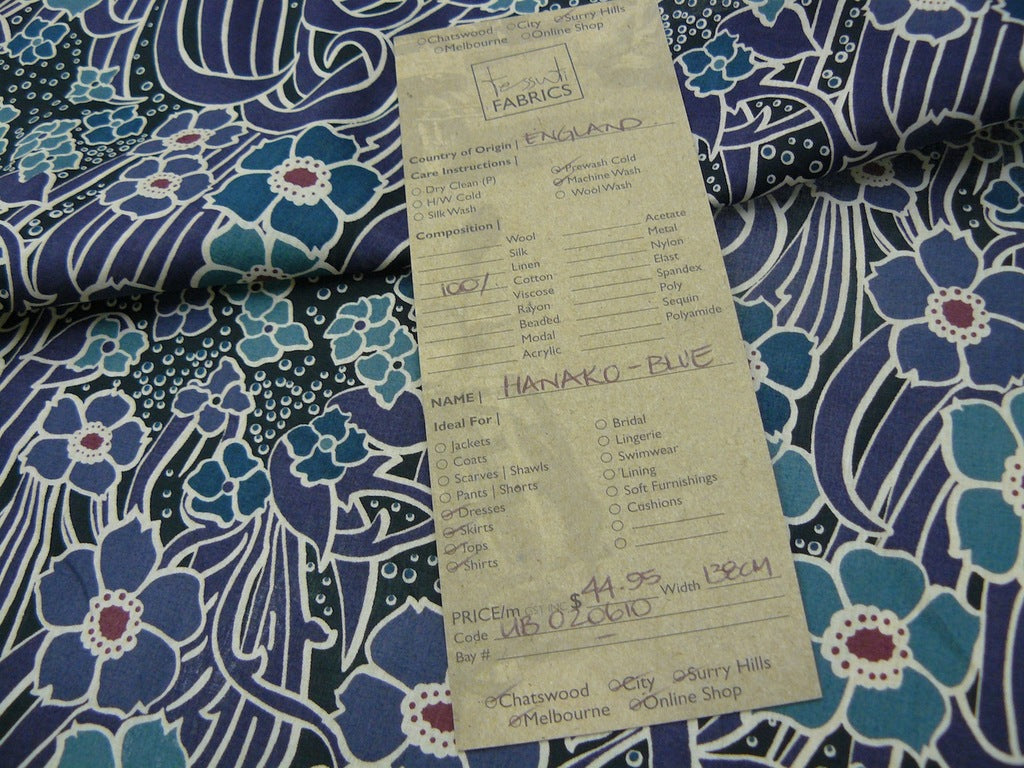 Chatswood City Surry Hills
Melbourne Online Shop
tessuti
FABRICS
Country of Origin | ENGLAND
Care Instructions |
Dry Clean (P) Prewash Cold
H/W Cold Machine Wash
Silk Wash Wool Wash
Composition |
Wool Acetate
Silk Metal
Linen Nylon
100% Cotton Elast
Viscose Spandex
Rayon Poly
Beaded Sequin
Modal Polyamide
Acrylic
NAME | HANAKO - BLUE
Ideal For |
Jackets Bridal
Coats Lingerie
Scarves | Shawls Swimwear
Pants | Shorts Lining
Dresses Soft Furnishings
Skirts Cushions
Tops
Shirts
PRICE/m GST INC $44.95 Width 138CM
Code UB 020610
Bay # –
Chatswood City Surry Hills
Melbourne Online Shop